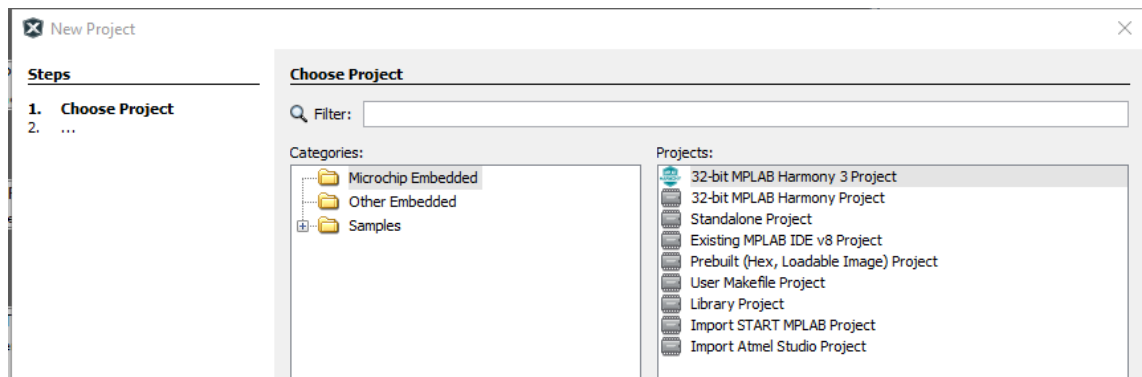 New Project
Steps
1. Choose Project
2. ...
Choose Project
Filter:
Categories:
Microchip Embedded
Other Embedded
Samples
Projects:
32-bit MPLAB Harmony 3 Project
32-bit MPLAB Harmony Project
Standalone Project
Existing MPLAB IDE v8 Project
Prebuilt (Hex, Loadable Image) Project
User Makefile Project
Library Project
Import START MPLAB Project
Import Atmel Studio Project